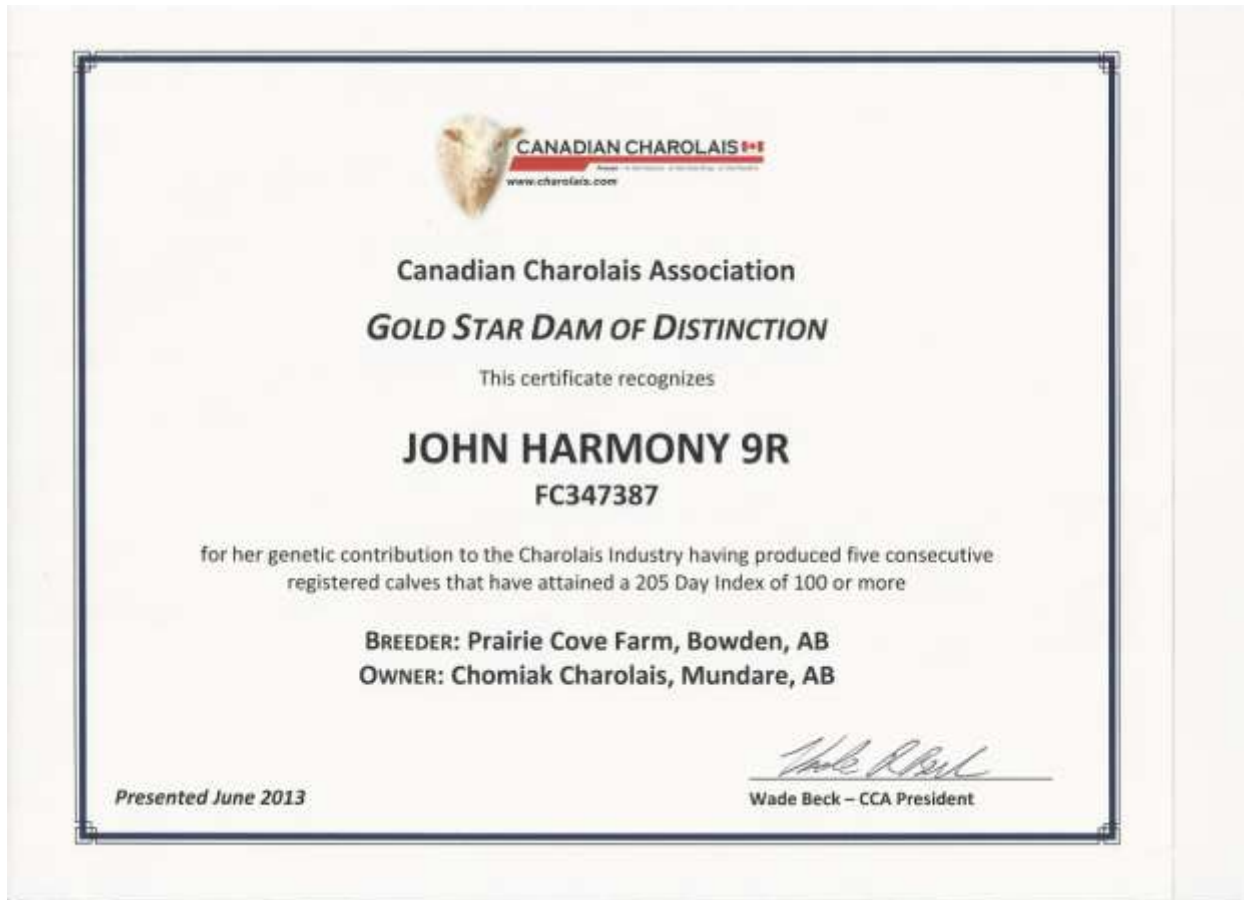 CANADIAN CHAROLAIS
www.charolais.com
Canadian Charolais Association
GOLD STAR DAM OF DISTINCTION
This certificate recognizes
JOHN HARMONY 9R
FC347387
for her genetic contribution to the Charolais Industry having produced five consecutive
registered calves that have attained a 205 Day Index of 100 or more
BREEDER: Prairie Cove Farm, Bowden, AB
OWNER: Chomiak Charolais, Mundare, AB
Presented June 2013
Wade Beck – CCA President